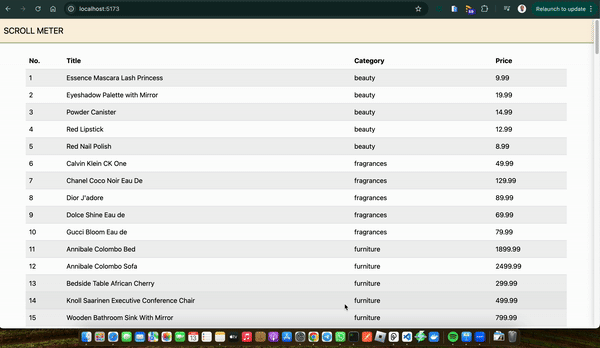 localhost:5173
Relaunch to update
SCROLL METER
No. Title Category Price
1 Essence Mascara Lash Princess beauty 9.99
2 Eyeshadow Palette with Mirror beauty 19.99
3 Powder Canister beauty 14.99
4 Red Lipstick beauty 12.99
5 Red Nail Polish beauty 8.99
6 Calvin Klein CK One fragrances 49.99
7 Chanel Coco Noir Eau De fragrances 129.99
8 Dior J'adore fragrances 89.99
9 Dolce Shine Eau de fragrances 69.99
10 Gucci Bloom Eau de fragrances 79.99
11 Annibale Colombo Bed furniture 1899.99
12 Annibale Colombo Sofa furniture 2499.99
13 Bedside Table African Cherry furniture 299.99
14 Knoll Saarinen Executive Conference Chair furniture 499.99
15 Wooden Bathroom Sink With Mirror furniture 799.99